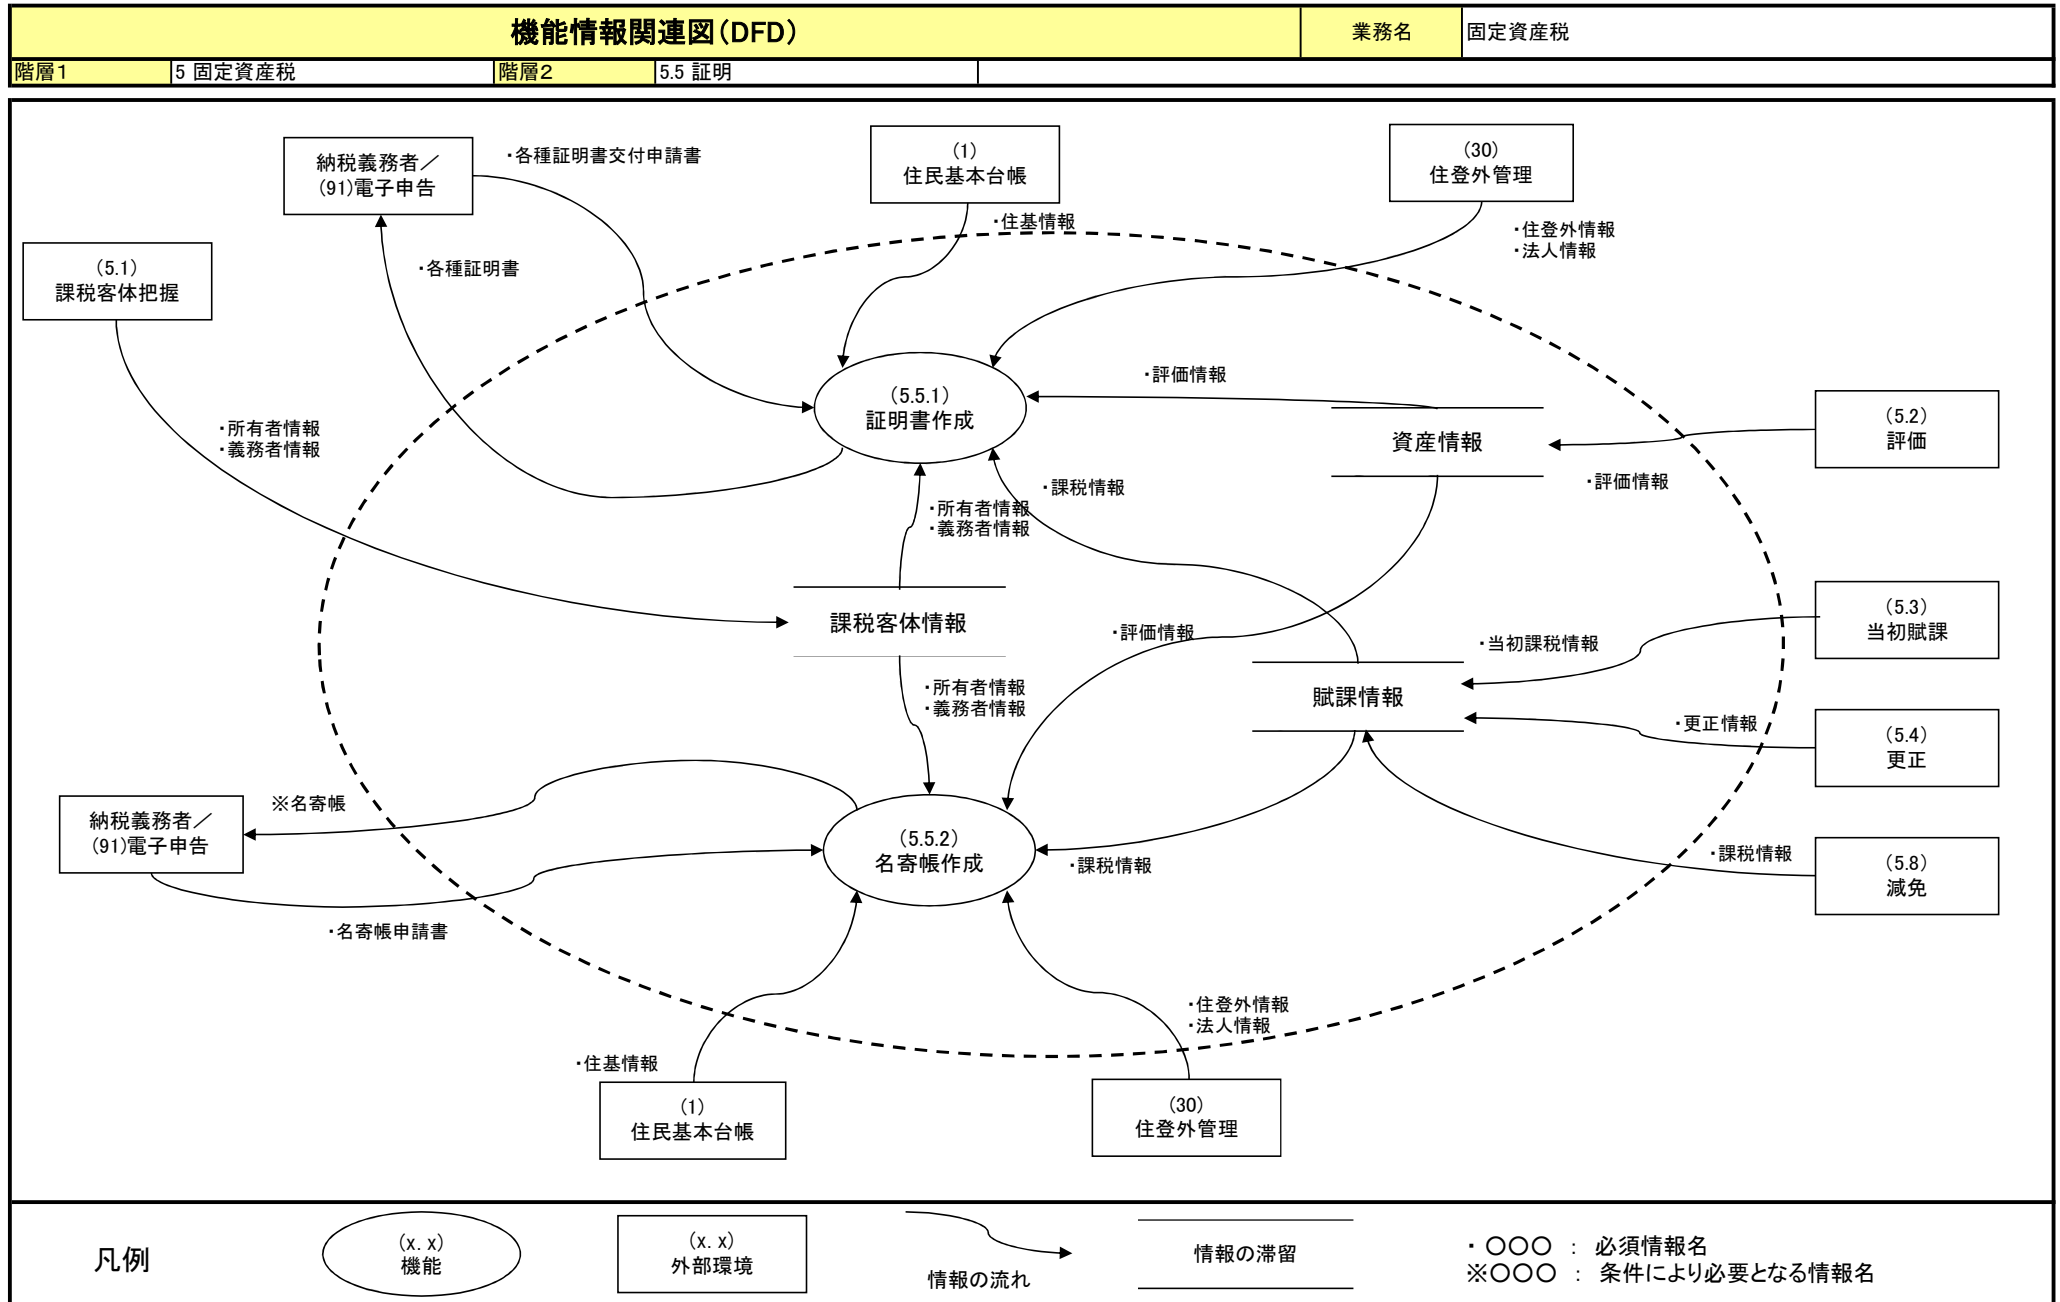 機能情報関連図(DFD)
業務名
固定資産税
階層1
5 固定資産税
階層2
5.5 証明
納税義務者／
(91)電子申告
・各種証明書交付申請書
(1)
住民基本台帳
・住基情報
(30)
住登外管理
・住登外情報
・法人情報
(5.1)
課税客体把握
・各種証明書
・所有者情報
・義務者情報
(5.5.1)
証明書作成
・評価情報
資産情報
(5.2)
評価
・評価情報
・課税情報
・所有者情報
・義務者情報
課税客体情報
・評価情報
(5.3)
当初賦課
・当初課税情報
賦課情報
・所有者情報
・義務者情報
・更正情報
(5.4)
更正
※名寄帳
納税義務者／
(91)電子申告
(5.5.2)
名寄帳作成
・課税情報
・課税情報
(5.8)
減免
・名寄帳申請書
・住登外情報
・法人情報
・住基情報
(1)
住民基本台帳
(30)
住登外管理
凡例
(x.x)
機能
(x.x)
外部環境
情報の流れ
情報の滞留
・ 〇〇〇 ： 必須情報名
※〇〇〇 ： 条件により必要となる情報名